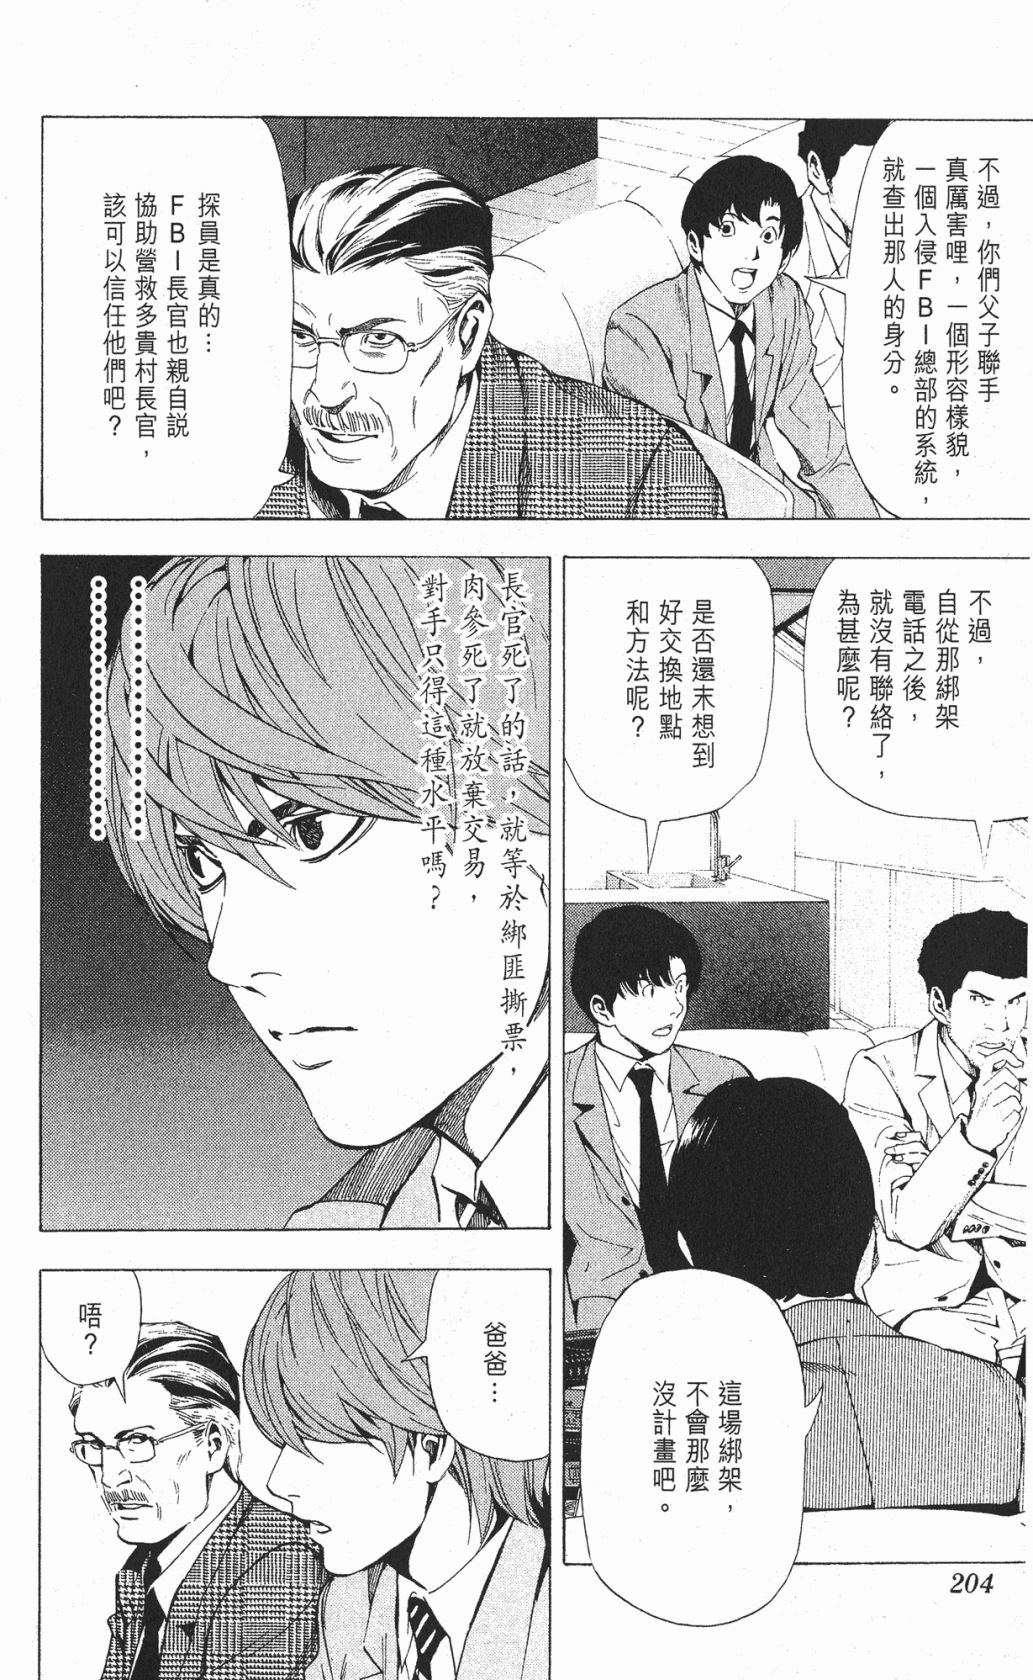 不過，你們父子聯手
真厲害哩，一個形容樣貌，
一個入侵FBI總部的系統，
就查出那人的身分。
探員是真的…
FBI長官也親自說
協助營救多貴村長官，
該可以信任他們吧？
不過，
自從那綁架
電話之後，
就沒有聯絡了，
為甚麼呢？
是否還未想到
好交換地點
和方法呢？
這場綁架，
不會那麼
沒計畫吧。
長官死了的話，就等於綁匪撕票，
肉參死了就放棄交易，
對手只得這種水平嗎？
爸爸…
唔？
204